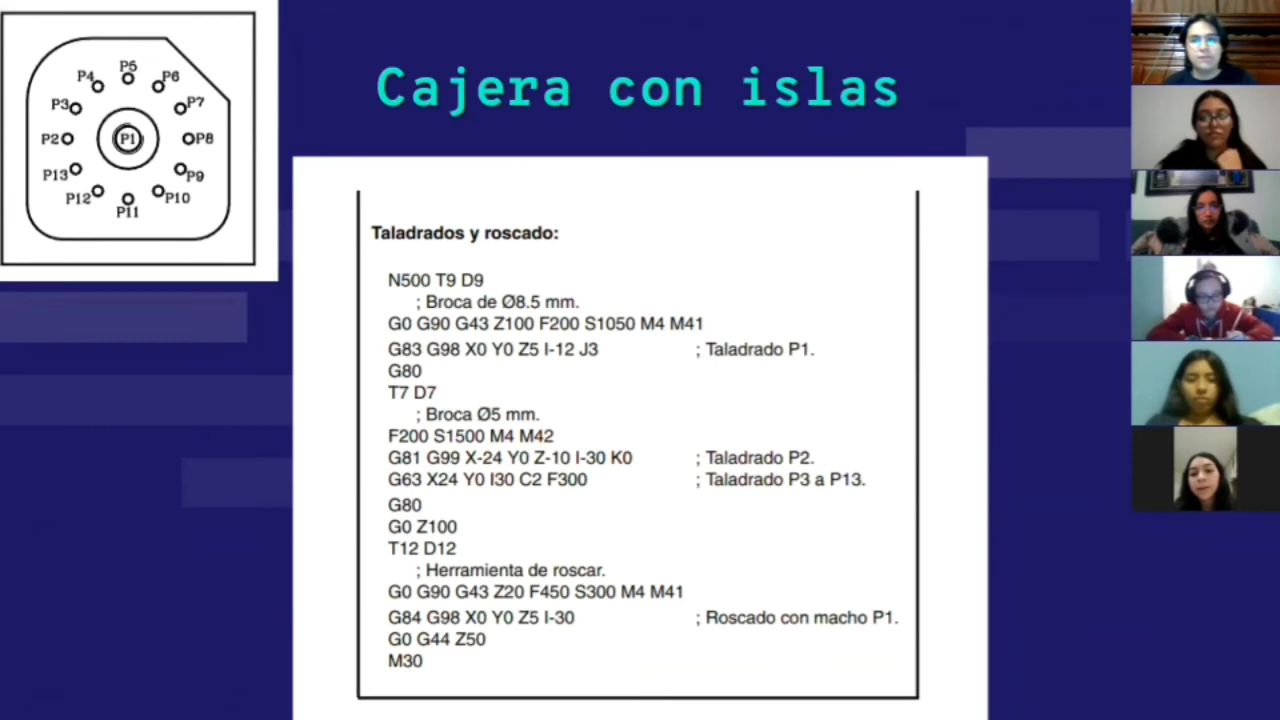 Cajera con islas
P5
P4
P6
P3
P7
P2
P1
P8
P13
P9
P12
P10
P11
Taladrados y roscado:
N500 T9 D9
; Broca de Ø8.5 mm.
G0 G90 G43 Z100 F200 S1050 M4 M41
G83 G98 X0 Y0 Z5 I-12 J3 ; Taladrado P1.
G80
T7 D7
; Broca Ø5 mm.
F200 S1500 M4 M42
G81 G99 X-24 Y0 Z-10 I-30 K0 ; Taladrado P2.
G63 X24 Y0 I30 C2 F300 ; Taladrado P3 a P13.
G80
G0 Z100
T12 D12
; Herramienta de roscar.
G0 G90 G43 Z20 F450 S300 M4 M41
G84 G98 X0 Y0 Z5 I-30 ; Roscado con macho P1.
G0 G44 Z50
M30